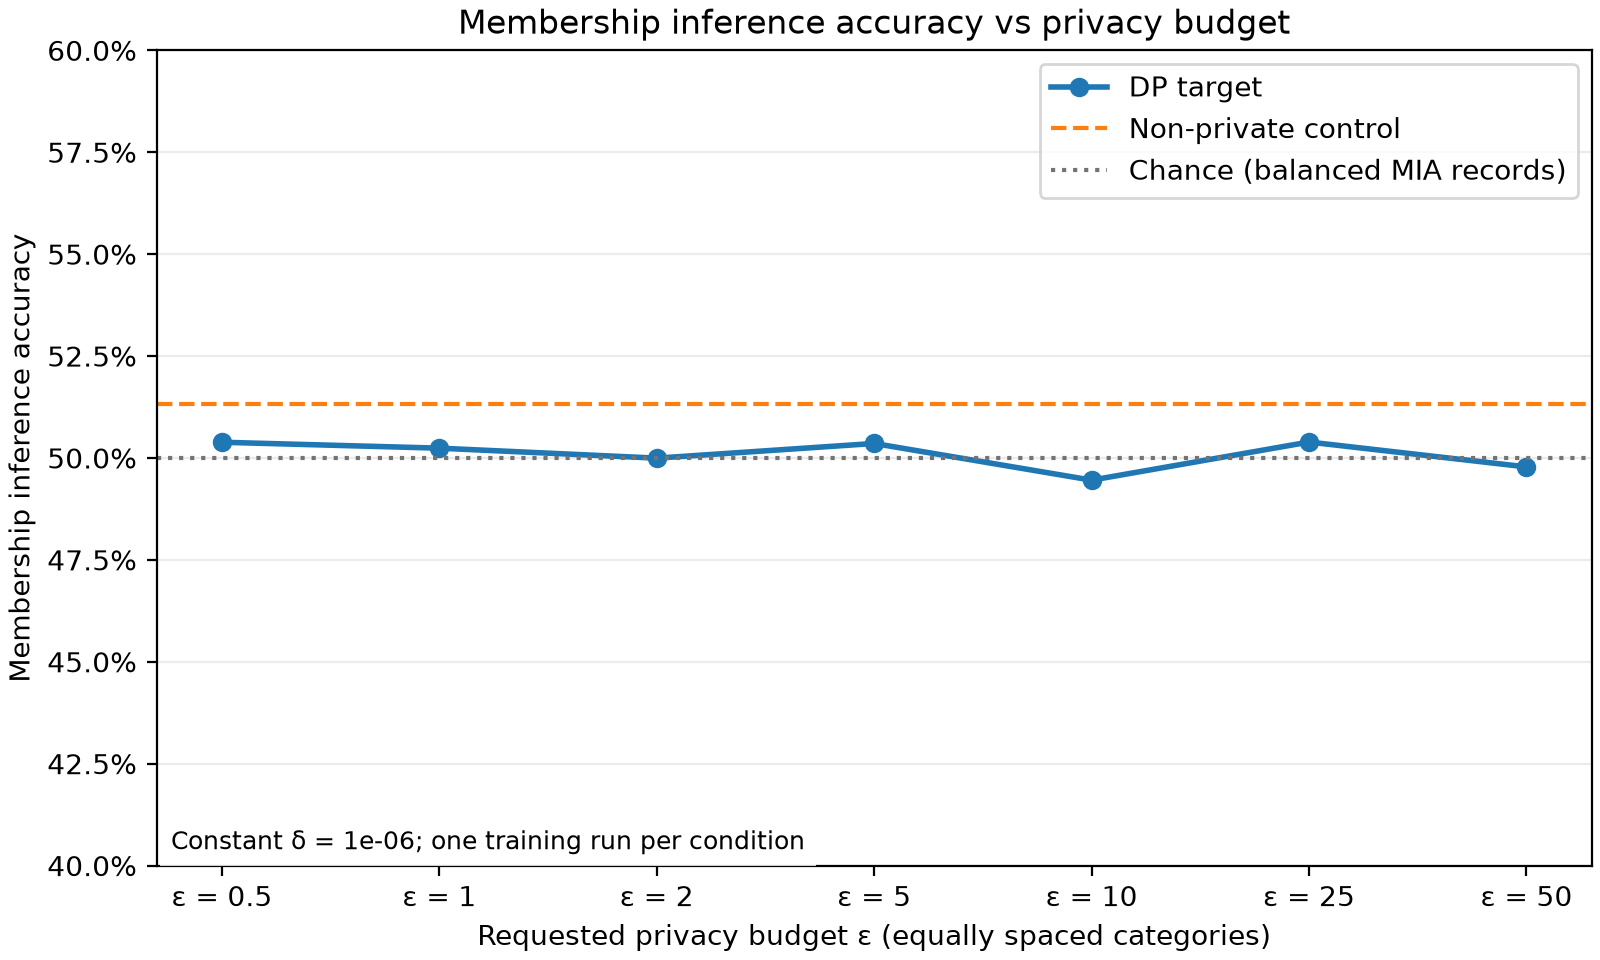 Membership inference accuracy vs privacy budget
60.0%
57.5%
55.0%
52.5%
50.0%
47.5%
45.0%
42.5%
40.0%
Membership inference accuracy
DP target
Non-private control
Chance (balanced MIA records)
Constant δ = 1e-06; one training run per condition
ε = 0.5
ε = 1
ε = 2
ε = 5
ε = 10
ε = 25
ε = 50
Requested privacy budget ε (equally spaced categories)